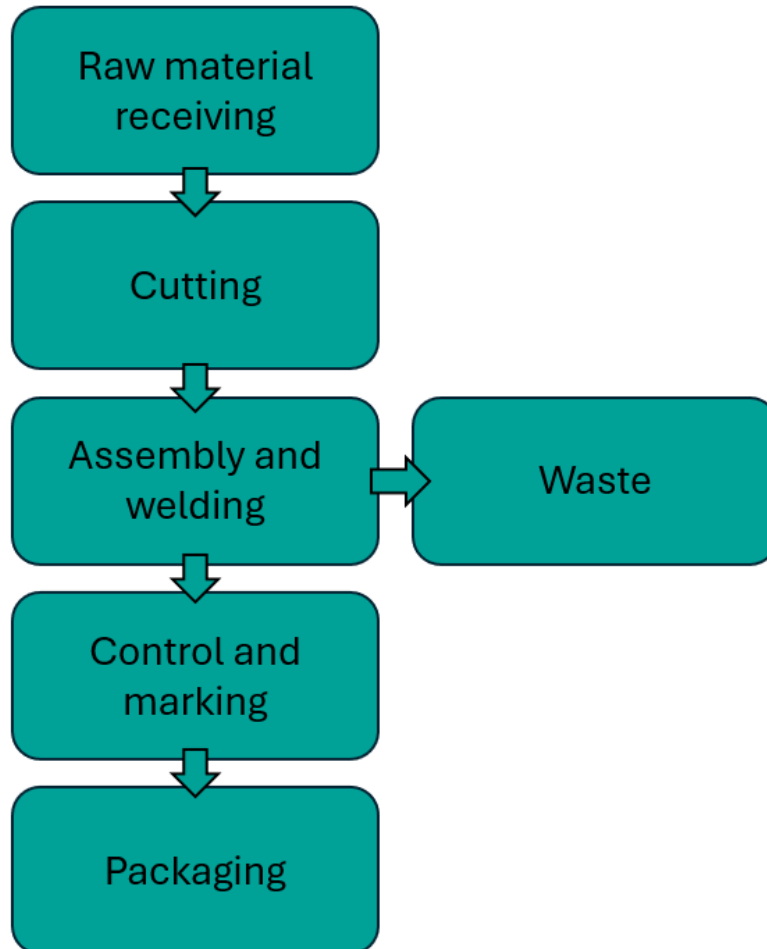 Raw material
receiving
Cutting
Assembly and
welding
Waste
Control and
marking
Packaging